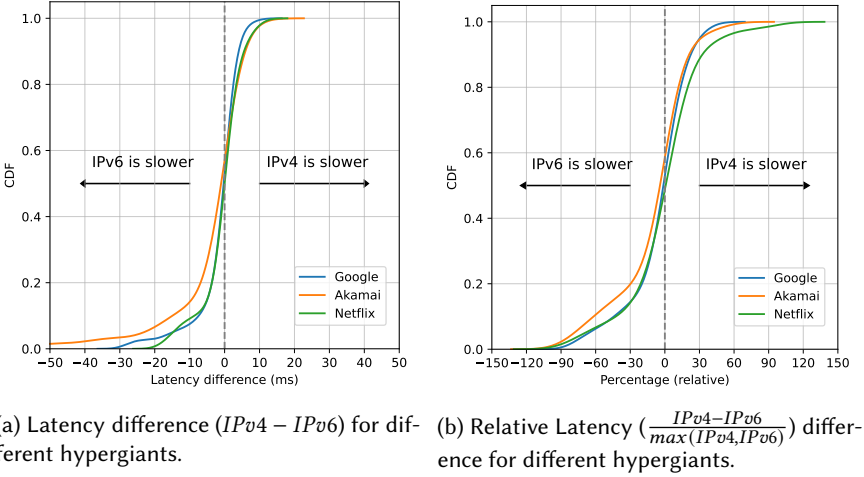 1.0
0.8
0.6
0.4
0.2
0.0
CDF
IPv6 is slower
IPv4 is slower
Google
Akamai
Netflix
−50 −40 −30 −20 −10 0 10 20 30 40 50
Latency difference (ms)
(a) Latency difference (IPv4 − IPv6) for dif-
ferent hypergiants.
1.0
0.8
0.6
0.4
0.2
0.0
CDF
IPv6 is slower
IPv4 is slower
Google
Akamai
Netflix
−150 −120 −90 −60 −30 0 30 60 90 120 150
Percentage (relative)
(b) Relative Latency (IPv4−IPv6 / max(IPv4,IPv6)) differ-
ence for different hypergiants.